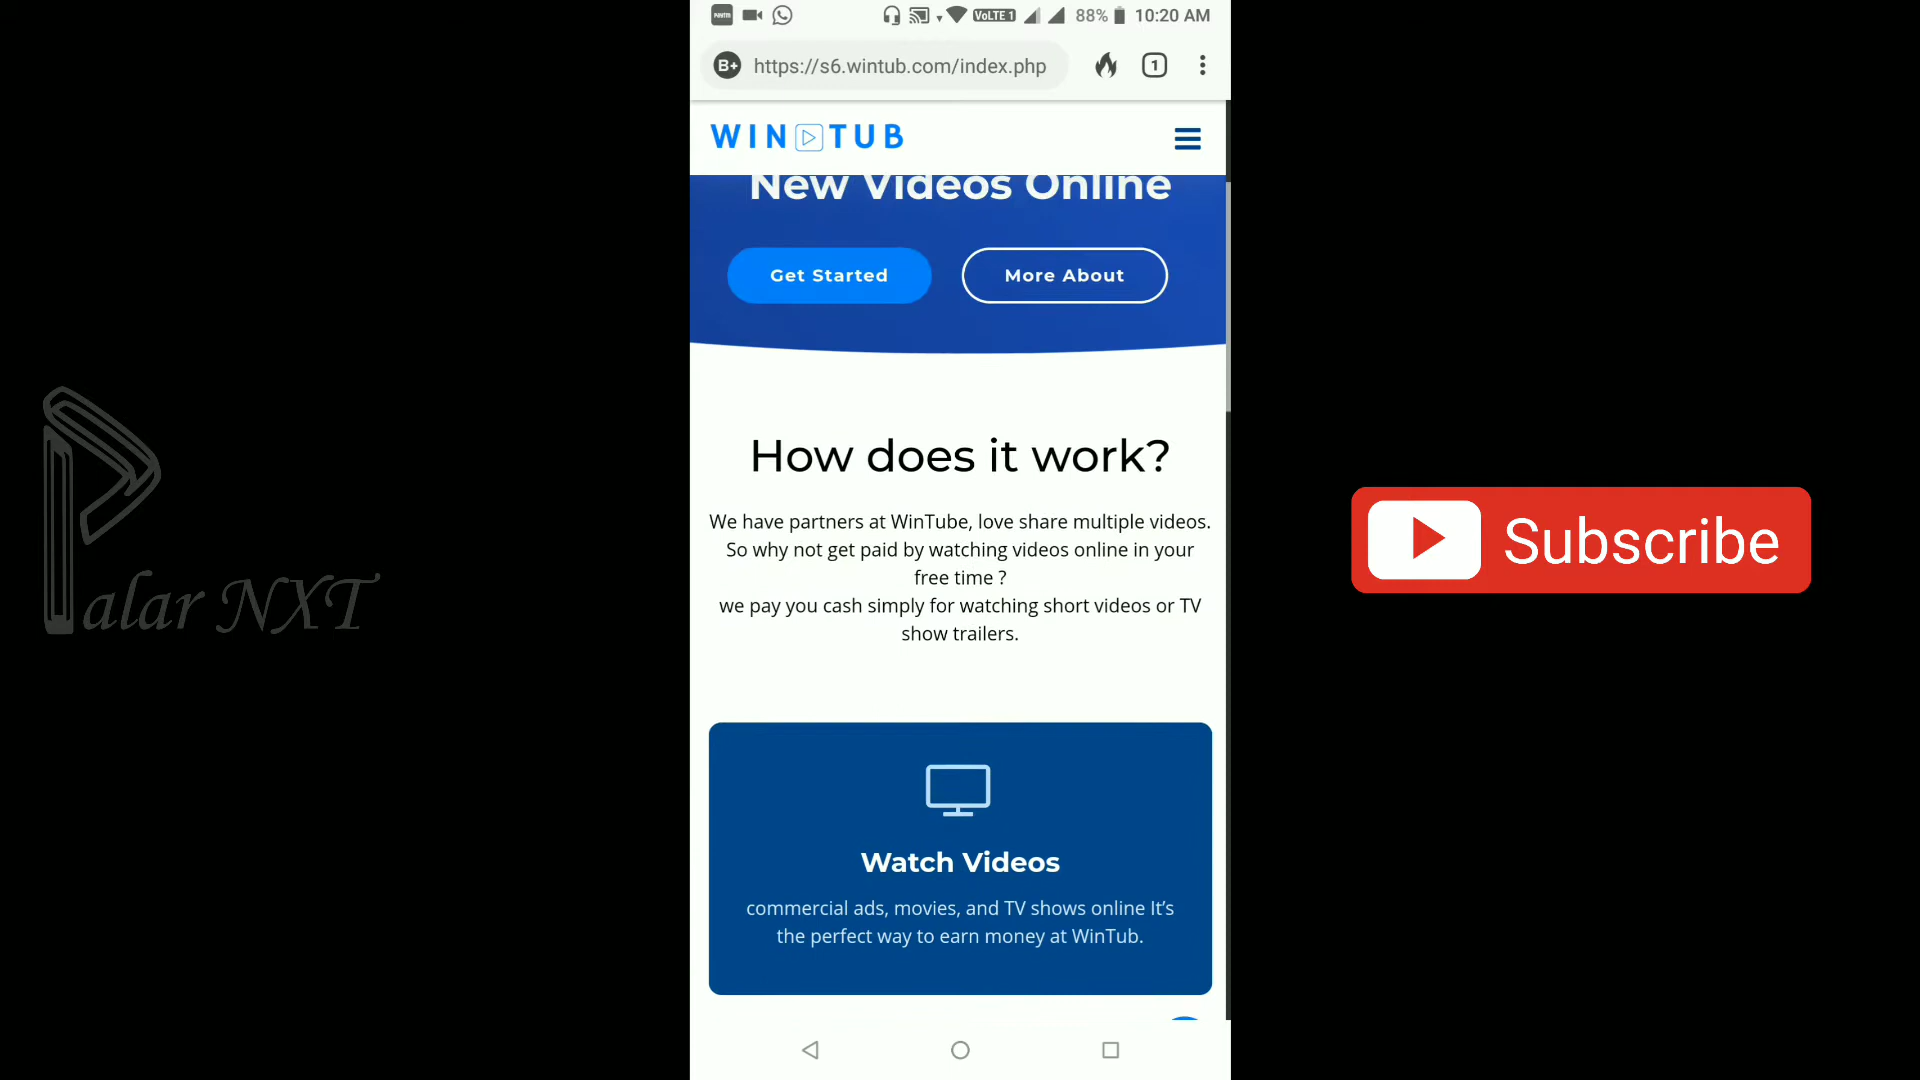 Paytm
VoLTE 1
88%
10:20 AM
B+
https://s6.wintub.com/index.php
1
WIN TUB
New Videos Online
Get Started
More About
How does it work?
We have partners at WinTube, love share multiple videos.
So why not get paid by watching videos online in your
free time ?
we pay you cash simply for watching short videos or TV
show trailers.
Watch Videos
commercial ads, movies, and TV shows online It’s
the perfect way to earn money at WinTub.
Palar NXT
Subscribe